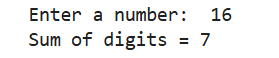 Enter a number:  16
Sum of digits = 7